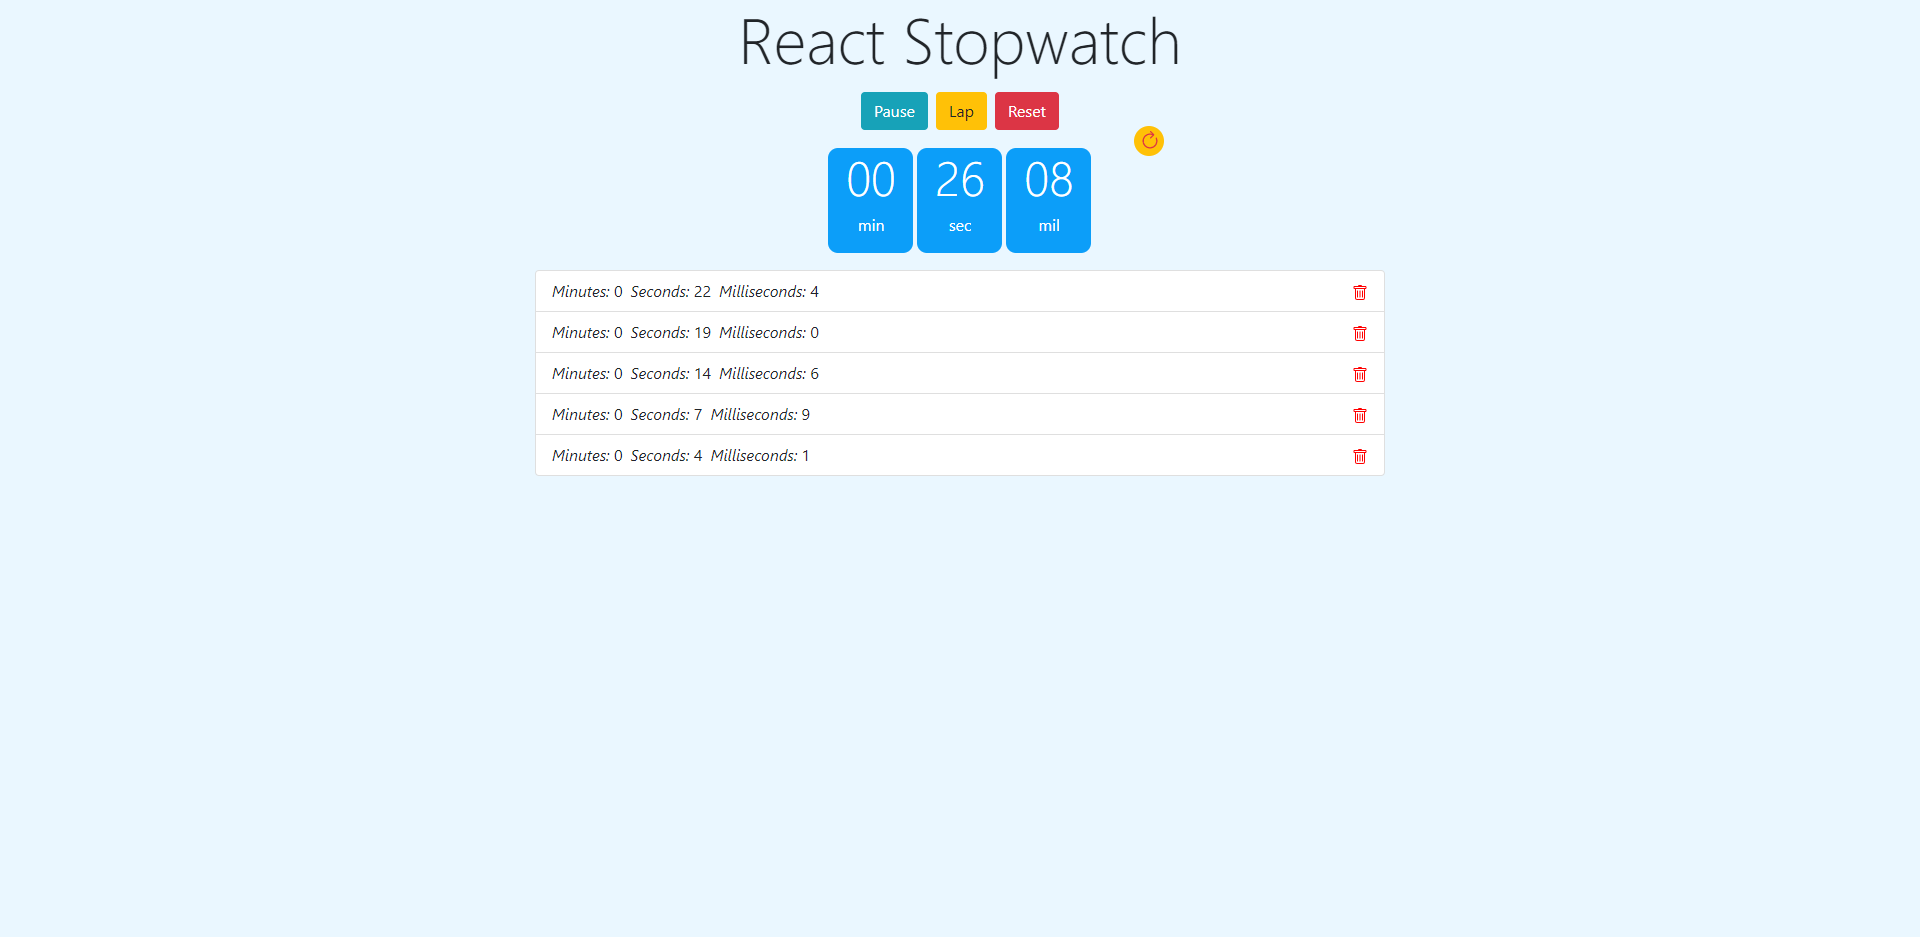 React Stopwatch
Pause Lap Reset
00 26 08
min sec mil
Minutes: 0 Seconds: 22 Milliseconds: 4
Minutes: 0 Seconds: 19 Milliseconds: 0
Minutes: 0 Seconds: 14 Milliseconds: 6
Minutes: 0 Seconds: 7 Milliseconds: 9
Minutes: 0 Seconds: 4 Milliseconds: 1